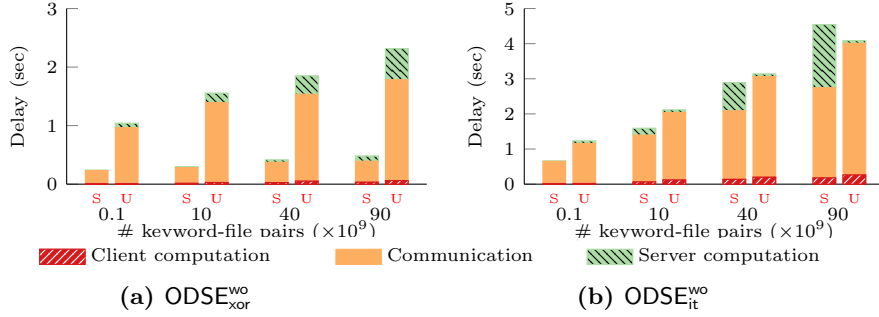 3
2
1
0
Delay (sec)
S U S U S U S U
0.1 10 40 90
# keyword-file pairs (×10⁹)
5
4
3
2
1
0
Delay (sec)
S U S U S U S U
0.1 10 40 90
# keyword-file pairs (×10⁹)
Client computation Communication Server computation
(a) ODSE^wo_xor
(b) ODSE^wo_it